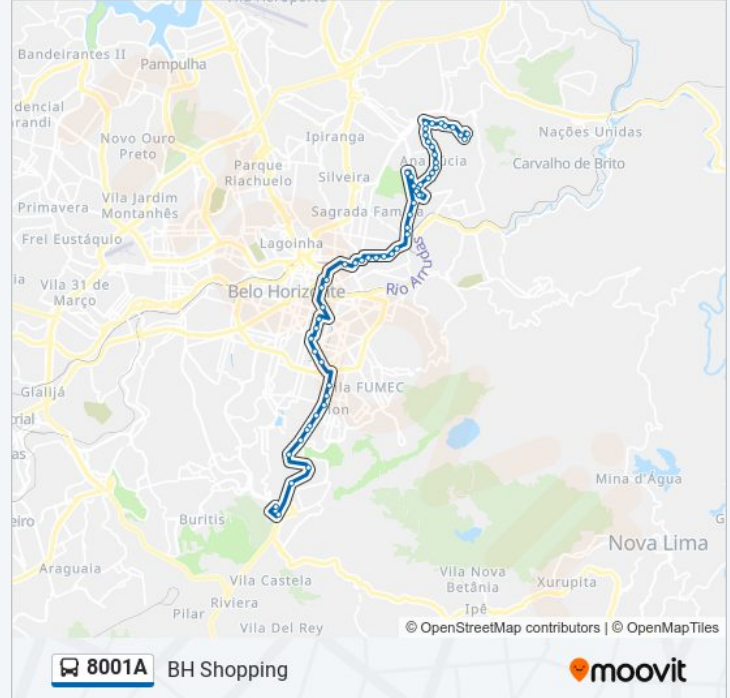 Bandeirantes II
Pampulha
Novo Ouro
Preto
Ipiranga
Nações Unidas
Carvalho de Brito
Parque
Riachuelo
Silveira
Vila Jardim
Montanhês
Primavera
Sagrada Família
Frei Eustáquio
Lagoinha
Rio Arrudas
Vila 31 de
Março
Belo Horizonte
Glalijá
Vila FUMEC
Mina d'Água
Buritis
Nova Lima
Araguaia
Vila Castela
Vila Nova
Betânia
Xurupita
Riviera
Pilar
Ipê
Vila Del Rey
© OpenStreetMap contributors | © OpenMapTiles
8001A BH Shopping
moovit